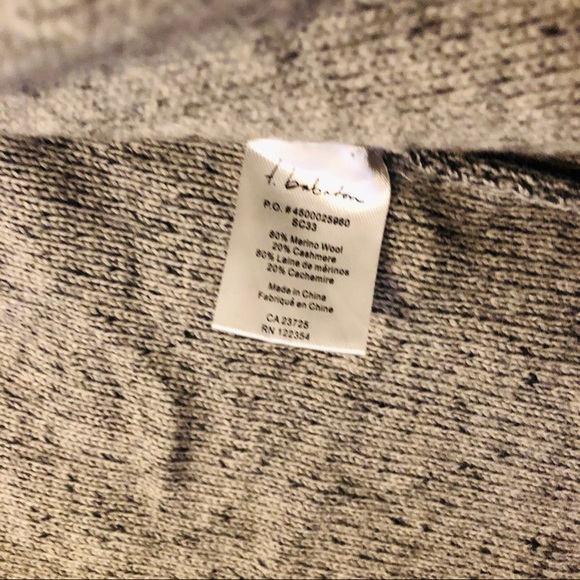 f. babaton
P.O. #4500025960
SC33
80% Merino Wool
20% Cashmere
80% Laine de mérinos
20% Cachemire
Made in China
Fabriqué en Chine
CA 23725
RN 122354